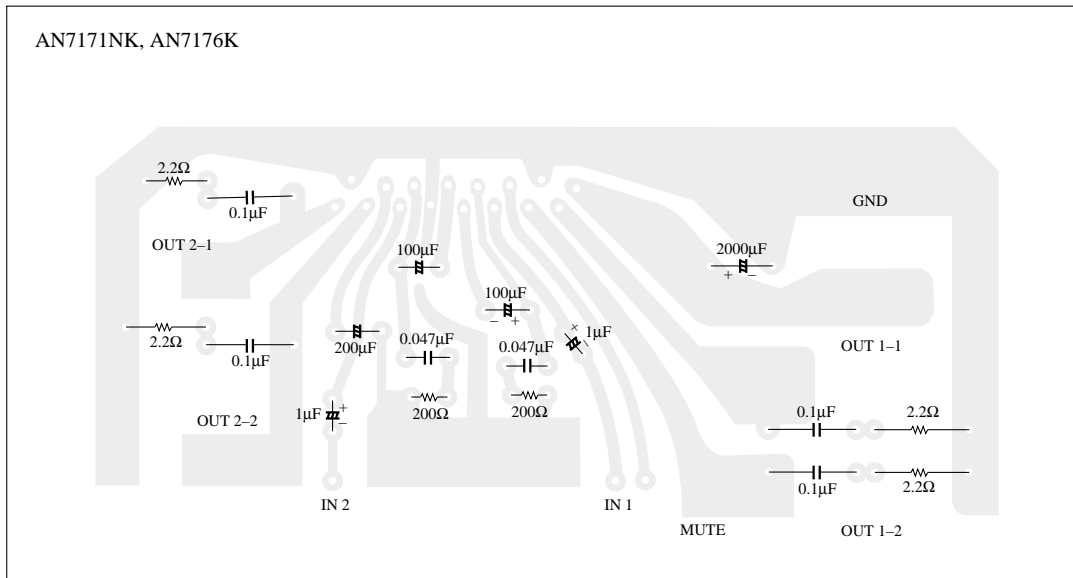 AN7171NK, AN7176K
2.2Ω
0.1µF
OUT 2–1
GND
100µF
2000µF
+ –
100µF
– +
2.2Ω
0.1µF
200µF
0.047µF
0.047µF
+
1µF
–
OUT 1–1
OUT 2–2
1µF
+
–
200Ω
200Ω
0.1µF
2.2Ω
0.1µF
2.2Ω
IN 2
IN 1
MUTE
OUT 1–2